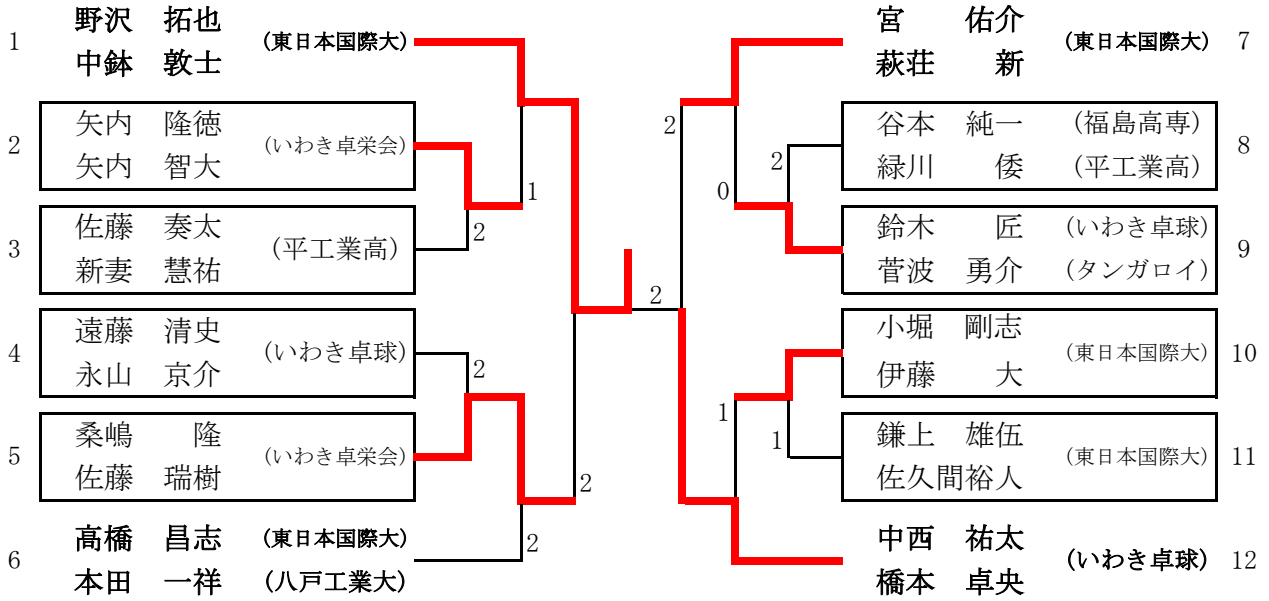 1 野沢 拓也 (東日本国際大)
中鉢 敦士
2 矢内 隆徳 (いわき卓栄会)
矢内 智大
3 佐藤 奏太 (平工業高)
新妻 慧祐
4 遠藤 清史 (いわき卓球)
永山 京介
5 桑嶋 隆 (いわき卓栄会)
佐藤 瑞樹
6 高橋 昌志 (東日本国際大)
本田 一祥 (八戸工業大)
1
2
2
2
2
2
2
2
0
1
1
宮 佑介 (東日本国際大) 7
萩荘 新
谷本 純一 (福島高専) 8
緑川 倭 (平工業高)
鈴木 匠 (いわき卓球) 9
菅波 勇介 (タンガロイ)
小堀 剛志 (東日本国際大) 10
伊藤 大
鎌上 雄伍 (東日本国際大) 11
佐久間裕人
中西 祐太 (いわき卓球) 12
橋本 卓央